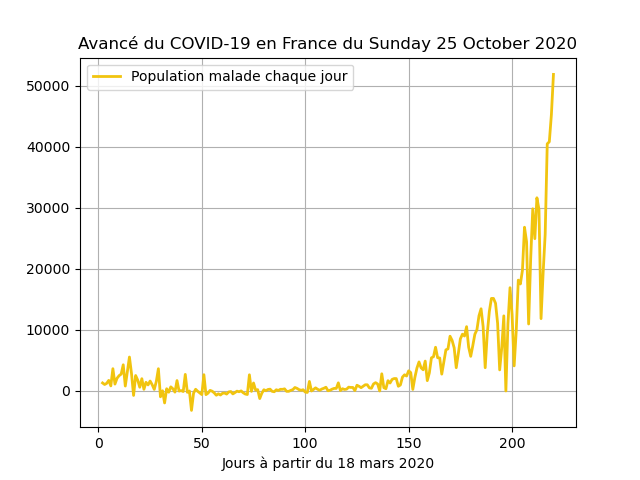 Avancé du COVID-19 en France du Sunday 25 October 2020
Population malade chaque jour
50000
40000
30000
20000
10000
0
0 50 100 150 200
Jours à partir du 18 mars 2020